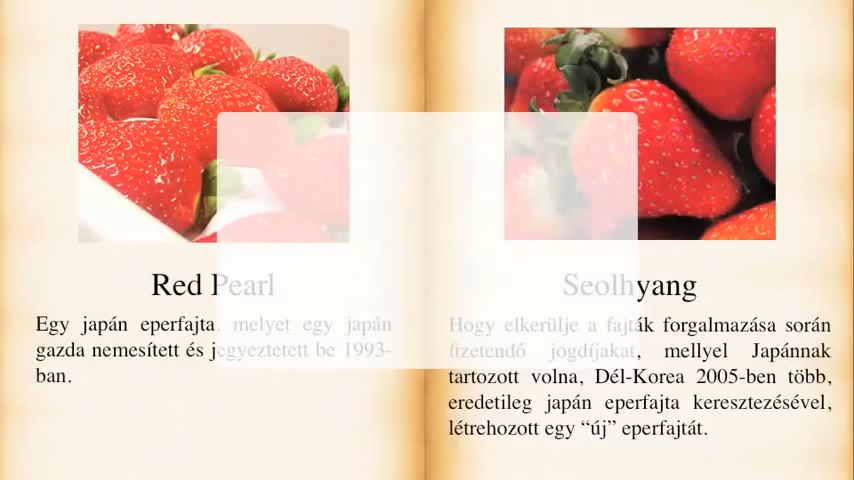 Red Pearl
Egy japán eperfajta, melyet egy japán
gazda nemesített és jegyeztetett be 1993-
ban.
Seolhyang
Hogy elkerülje a fajták forgalmazása során
fizetendő jogdíjakat, mellyel Japánnak
tartozott volna, Dél-Korea 2005-ben több,
eredetileg japán eperfajta keresztezésével,
létrehozott egy “új” eperfajtát.